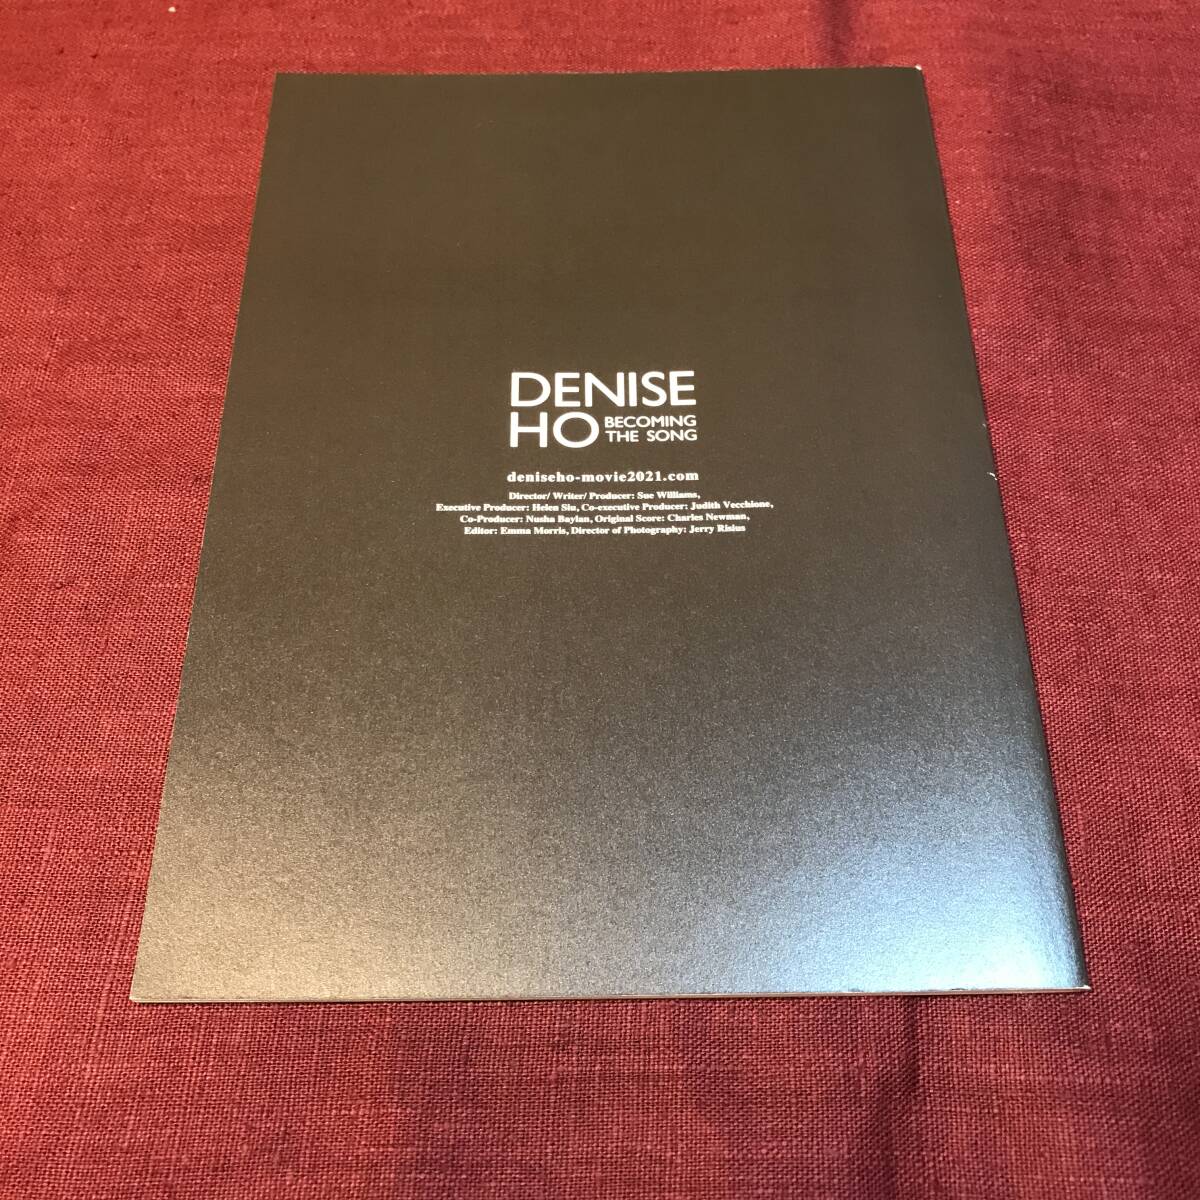 DENISE
HO BECOMING
THE SONG
deniseho-movie2021.com
Director/ Writer/ Producer: Sue Williams,
Executive Producer: Helen Siu, Co-executive Producer: Judith Vecchione,
Co-Producer: Nusha Baylan, Original Score: Charles Newman,
Editor: Emma Morris, Director of Photography: Jerry Risius